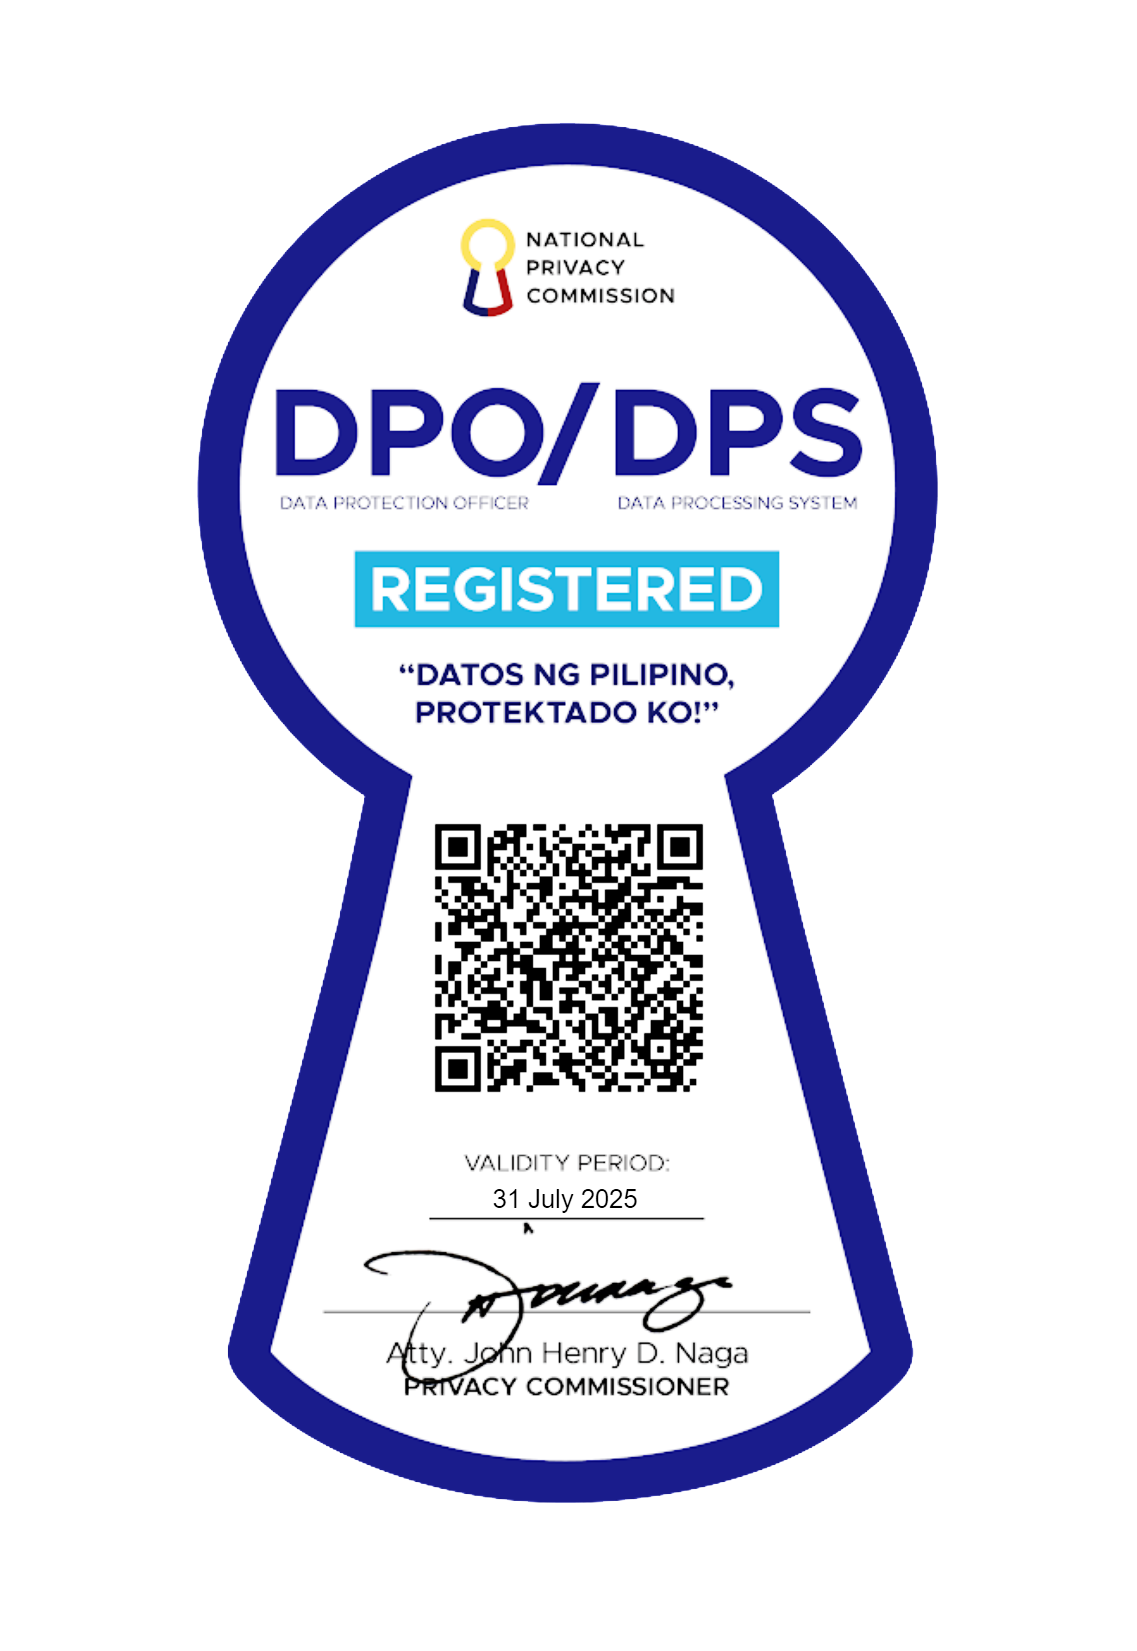 NATIONAL
PRIVACY
COMMISSION
DPO/DPS
DATA PROTECTION OFFICER DATA PROCESSING SYSTEM
REGISTERED
“DATOS NG PILIPINO,
PROTEKTADO KO!”
VALIDITY PERIOD:
31 July 2025
Atty. John Henry D. Naga
PRIVACY COMMISSIONER